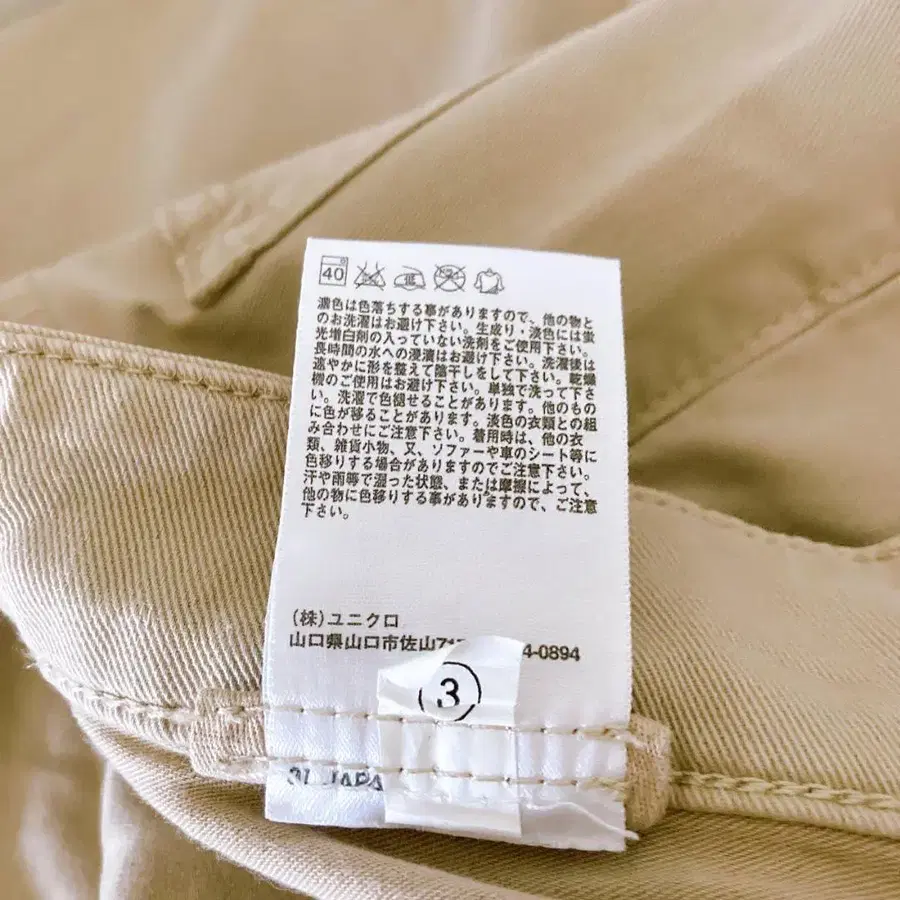 40
濃色は色落ちする事がありますので、他の物と
のお洗濯はお避け下さい。生成り・淡色には蛍
光増白剤の入っていない洗剤をご使用下さい。
長時間の水への浸漬はお避け下さい。洗濯後は
速やかに形を整えて陰干しをして下さい。乾燥
機のご使用はお避け下さい。単独で洗って下さ
い。洗濯で色褪せることがあります。他のもの
に色が移ることがあります。淡色の衣類との組
み合わせにご注意下さい。着用時は、他の衣
類、雑貨小物、又、ソファーや車のシート等に
色移りする場合がありますのでご注意下さい。
汗や雨等で湿った状態、または摩擦によって、
他の物に色移りする事がありますので、ご注意
下さい。
(株)ユニクロ
山口県山口市佐山717 4-0894
3
JAPA